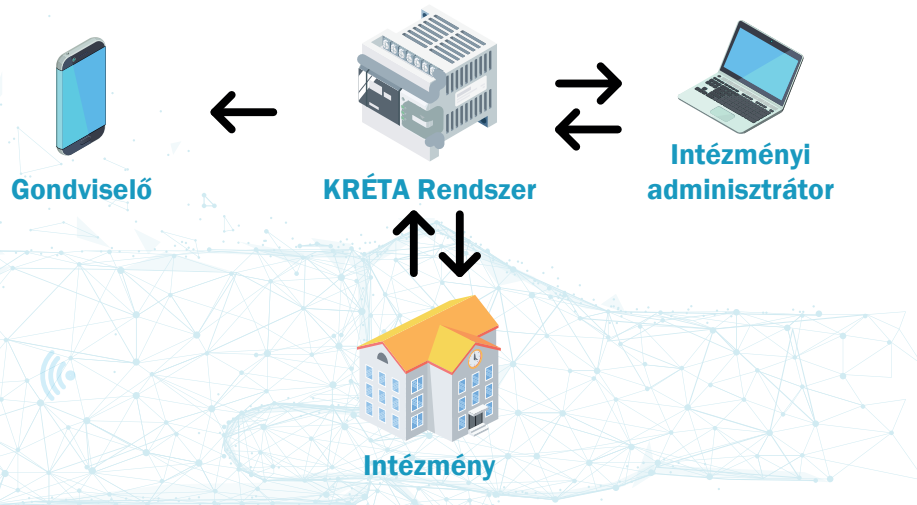 Gondviselő
KRÉTA Rendszer
Intézményi
adminisztrátor
Intézmény